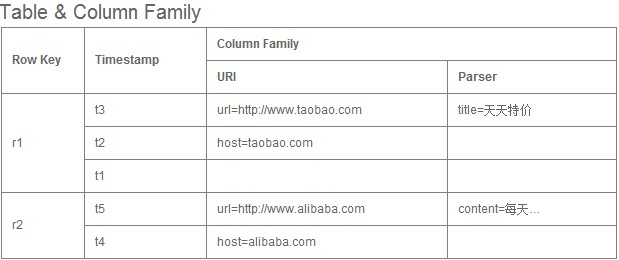 Table & Column Family
Row Key Timestamp Column Family
URI Parser
r1 t3 url=http://www.taobao.com title=天天特价
t2 host=taobao.com
t1
r2 t5 url=http://www.alibaba.com content=每天...
t4 host=alibaba.com